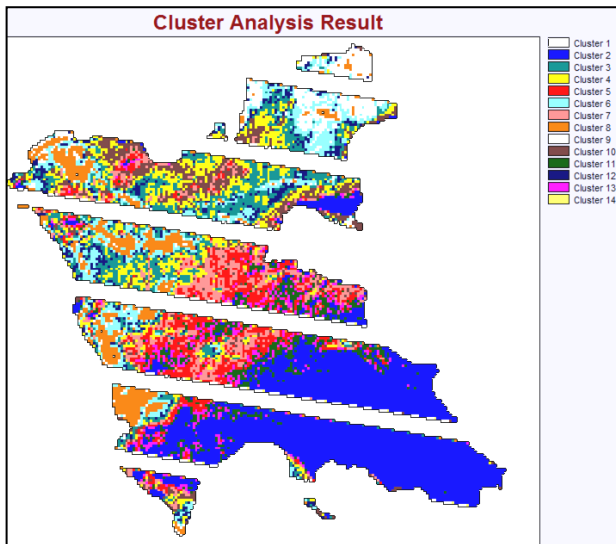 Cluster Analysis Result
Cluster 1
Cluster 2
Cluster 3
Cluster 4
Cluster 5
Cluster 6
Cluster 7
Cluster 8
Cluster 9
Cluster 10
Cluster 11
Cluster 12
Cluster 13
Cluster 14